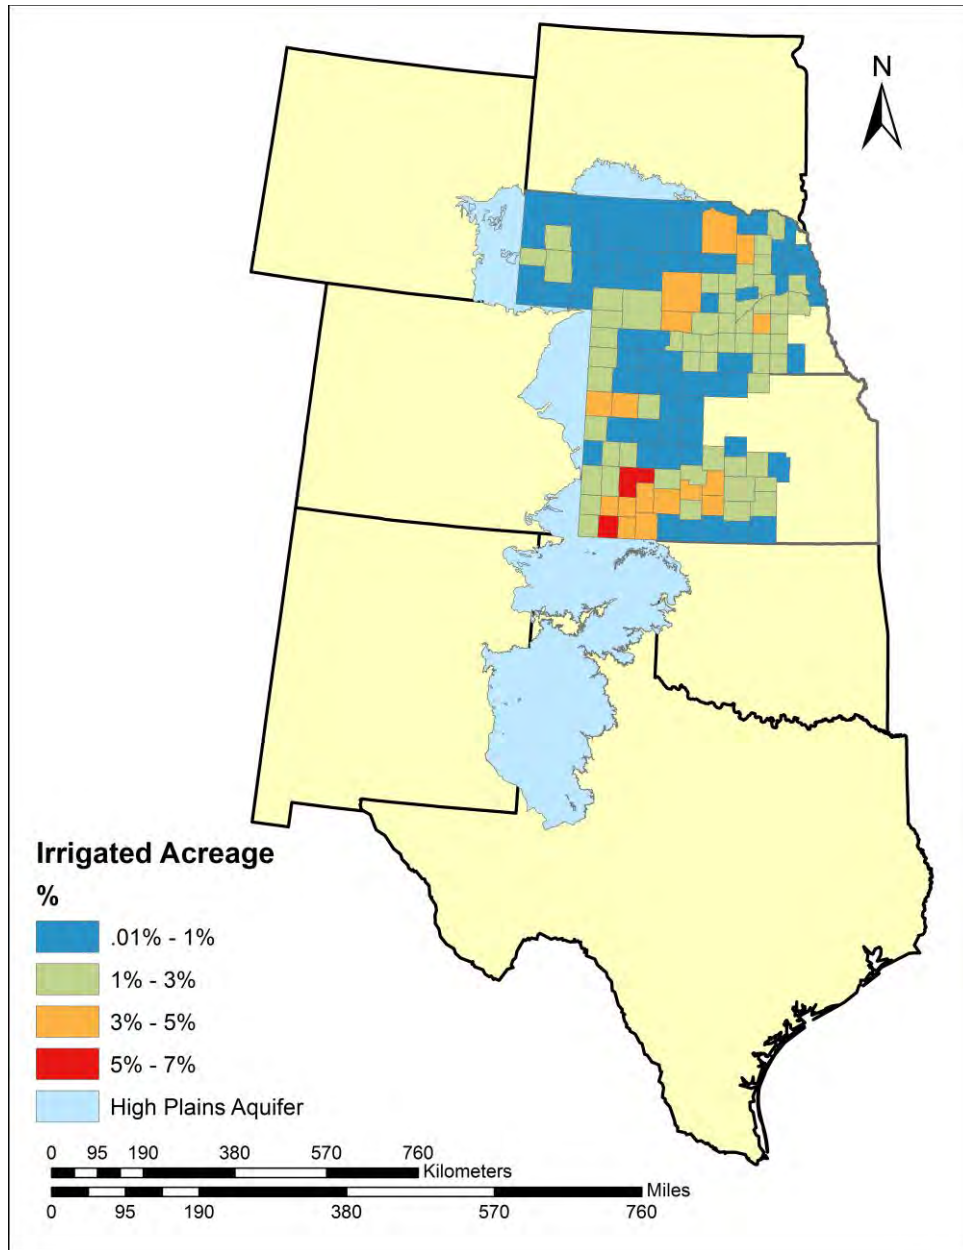 N
Irrigated Acreage
%
.01% - 1%
1% - 3%
3% - 5%
5% - 7%
High Plains Aquifer
0 95 190 380 570 760
Kilometers
Miles
0 95 190 380 570 760